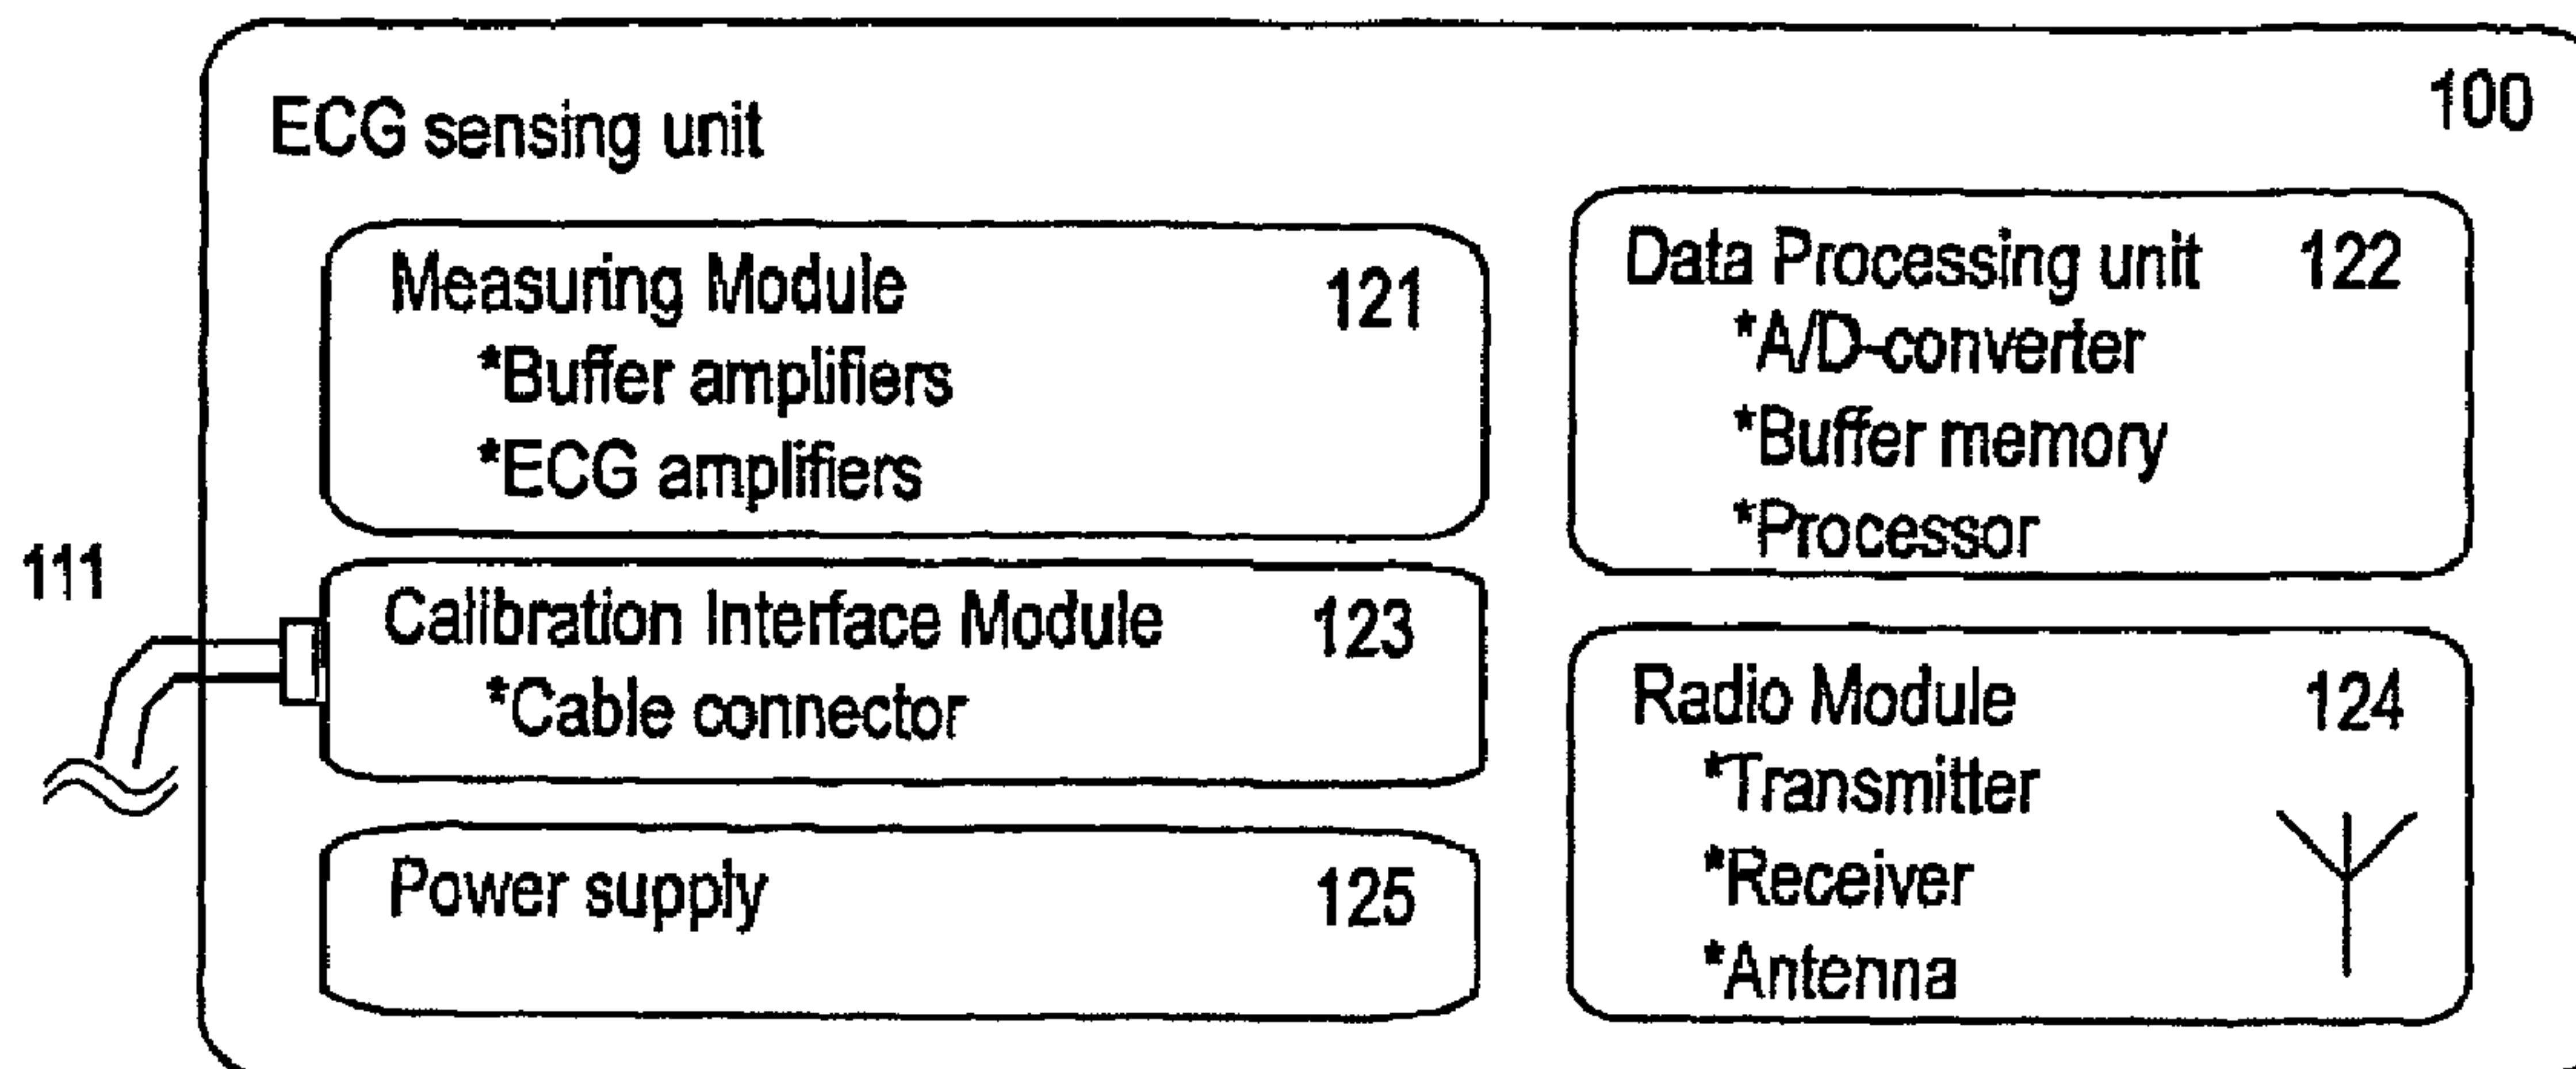 ECG sensing unit 100
Measuring Module 121
*Buffer amplifiers
*ECG amplifiers
111
Calibration Interface Module 123
*Cable connector
Power supply 125
Data Processing unit 122
*A/D-converter
*Buffer memory
*Processor
Radio Module 124
*Transmitter
*Receiver
*Antenna